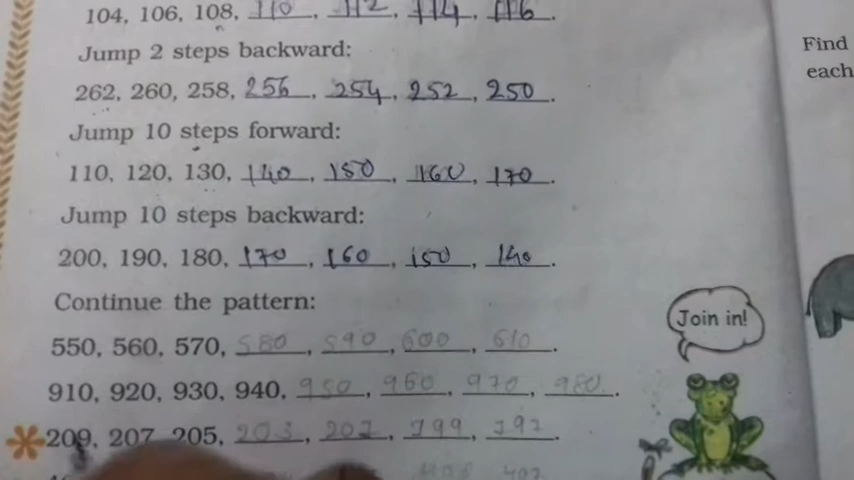 104, 106, 108, 110, 112, 114, 116.
Jump 2 steps backward:
262, 260, 258, 256, 254, 252, 250.
Jump 10 steps forward:
110, 120, 130, 140, 150, 160, 170.
Jump 10 steps backward:
200, 190, 180, 170, 160, 150, 140.
Continue the pattern:
550, 560, 570, 580, 590, 600, 610.
910, 920, 930, 940, 950, 960, 970, 980.
209, 207, 205, 203, 201, 199, 197.
Join in!
Find
each